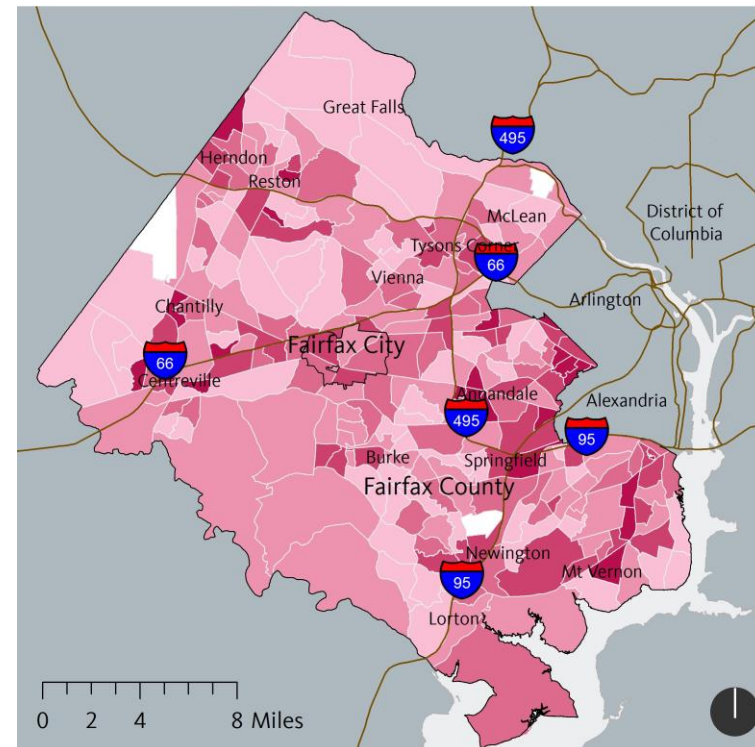 Great Falls
495
Herndon
Reston
McLean
District of
Columbia
Tysons Corner
66
Vienna
Arlington
Chantilly
Fairfax City
66
Centreville
Annandale
Alexandria
495
95
Burke
Springfield
Fairfax County
Newington
Mt Vernon
95
Lorton
0 2 4 8 Miles